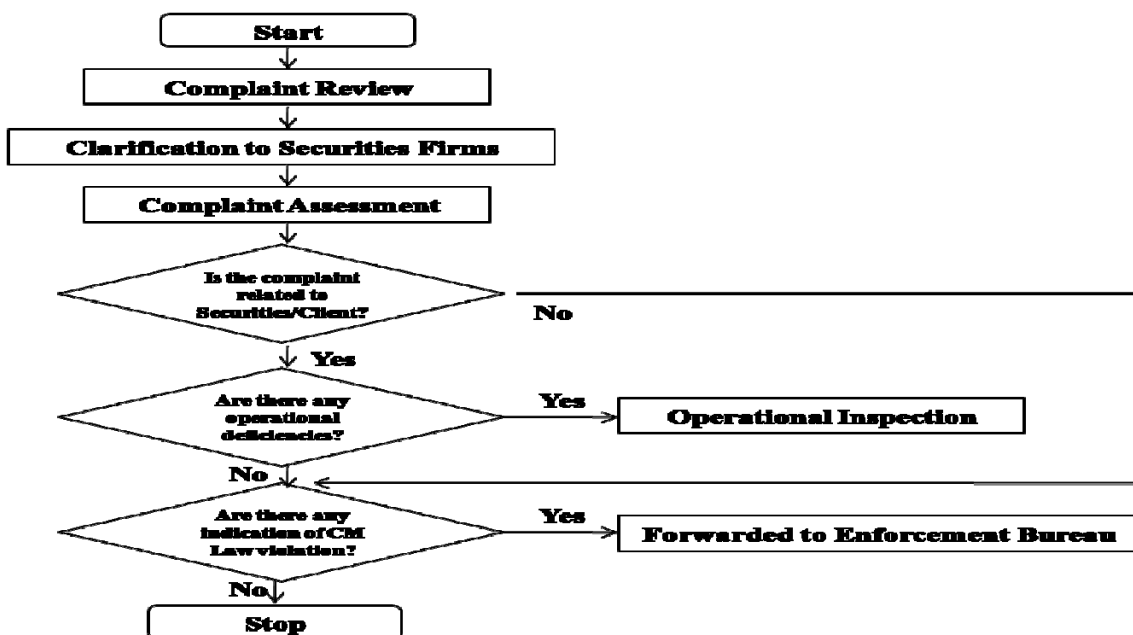 Start
Complaint Review
Clarification to Securities Firms
Complaint Assessment
Is the complaint
related to
Securities/Client?
No
Yes
Are there any
operational
deficiencies?
Yes
Operational Inspection
No
Are there any
indication of CM
Law violation?
Yes
Forwarded to Enforcement Bureau
No
Stop